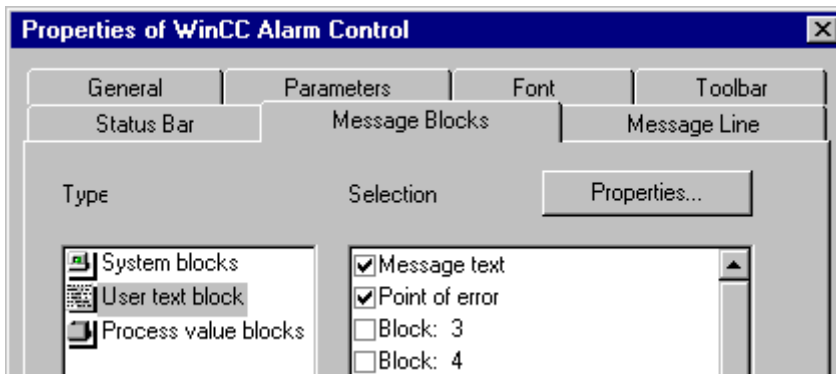 Properties of WinCC Alarm Control
General Parameters Font Toolbar
Status Bar Message Blocks Message Line
Type Selection Properties...
System blocks Message text
User text block Point of error
Process value blocks Block: 3
Block: 4